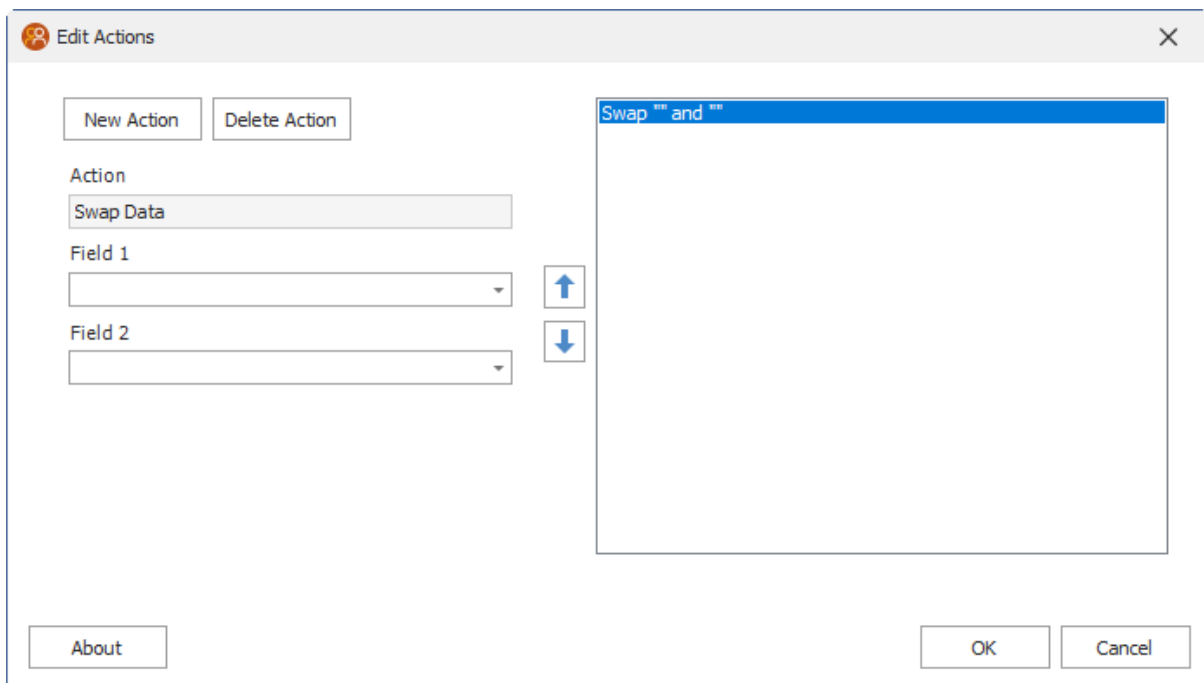 Edit Actions
New Action
Delete Action
Action
Swap Data
Field 1
Field 2
Swap "" and ""
About
OK
Cancel